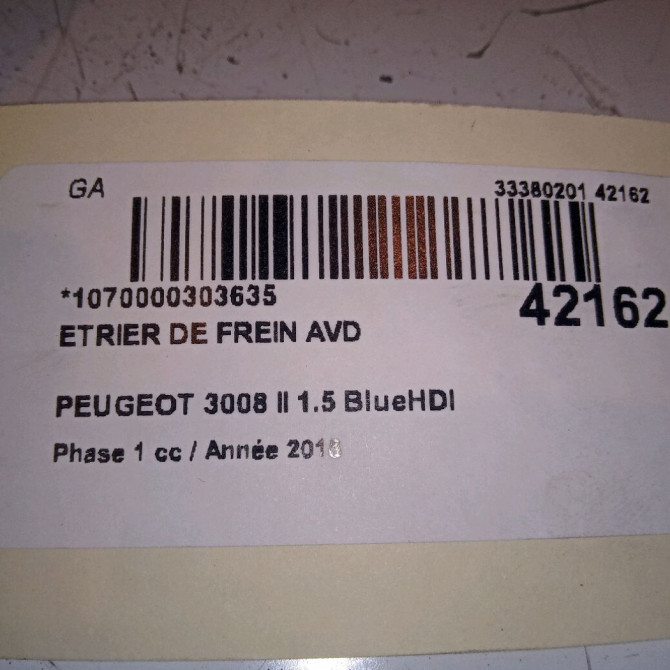 GA
33380201 42162
*1070000303635
42162
ETRIER DE FREIN AVD
PEUGEOT 3008 II 1.5 BlueHDI
Phase 1 cc / Année